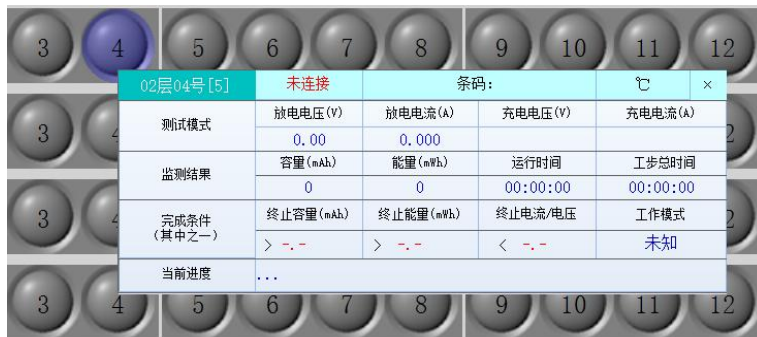 3 4 5 6 7 8 9 10 11 12
02层04号[5] 未连接 条码: ℃ ×
测试模式 放电电压(V) 放电电流(A) 充电电压(V) 充电电流(A)
0.00 0.000
3 4 2
监测结果 容量(mAh) 能量(mWh) 运行时间 工步总时间
0 0 00:00:00 00:00:00
3 4 2
完成条件 终止容量(mAh) 终止能量(mWh) 终止电流/电压 工作模式
(其中之一) > -.- > -.- < -.- 未知
当前进度 ...
3 4 5 6 7 8 9 10 11 12